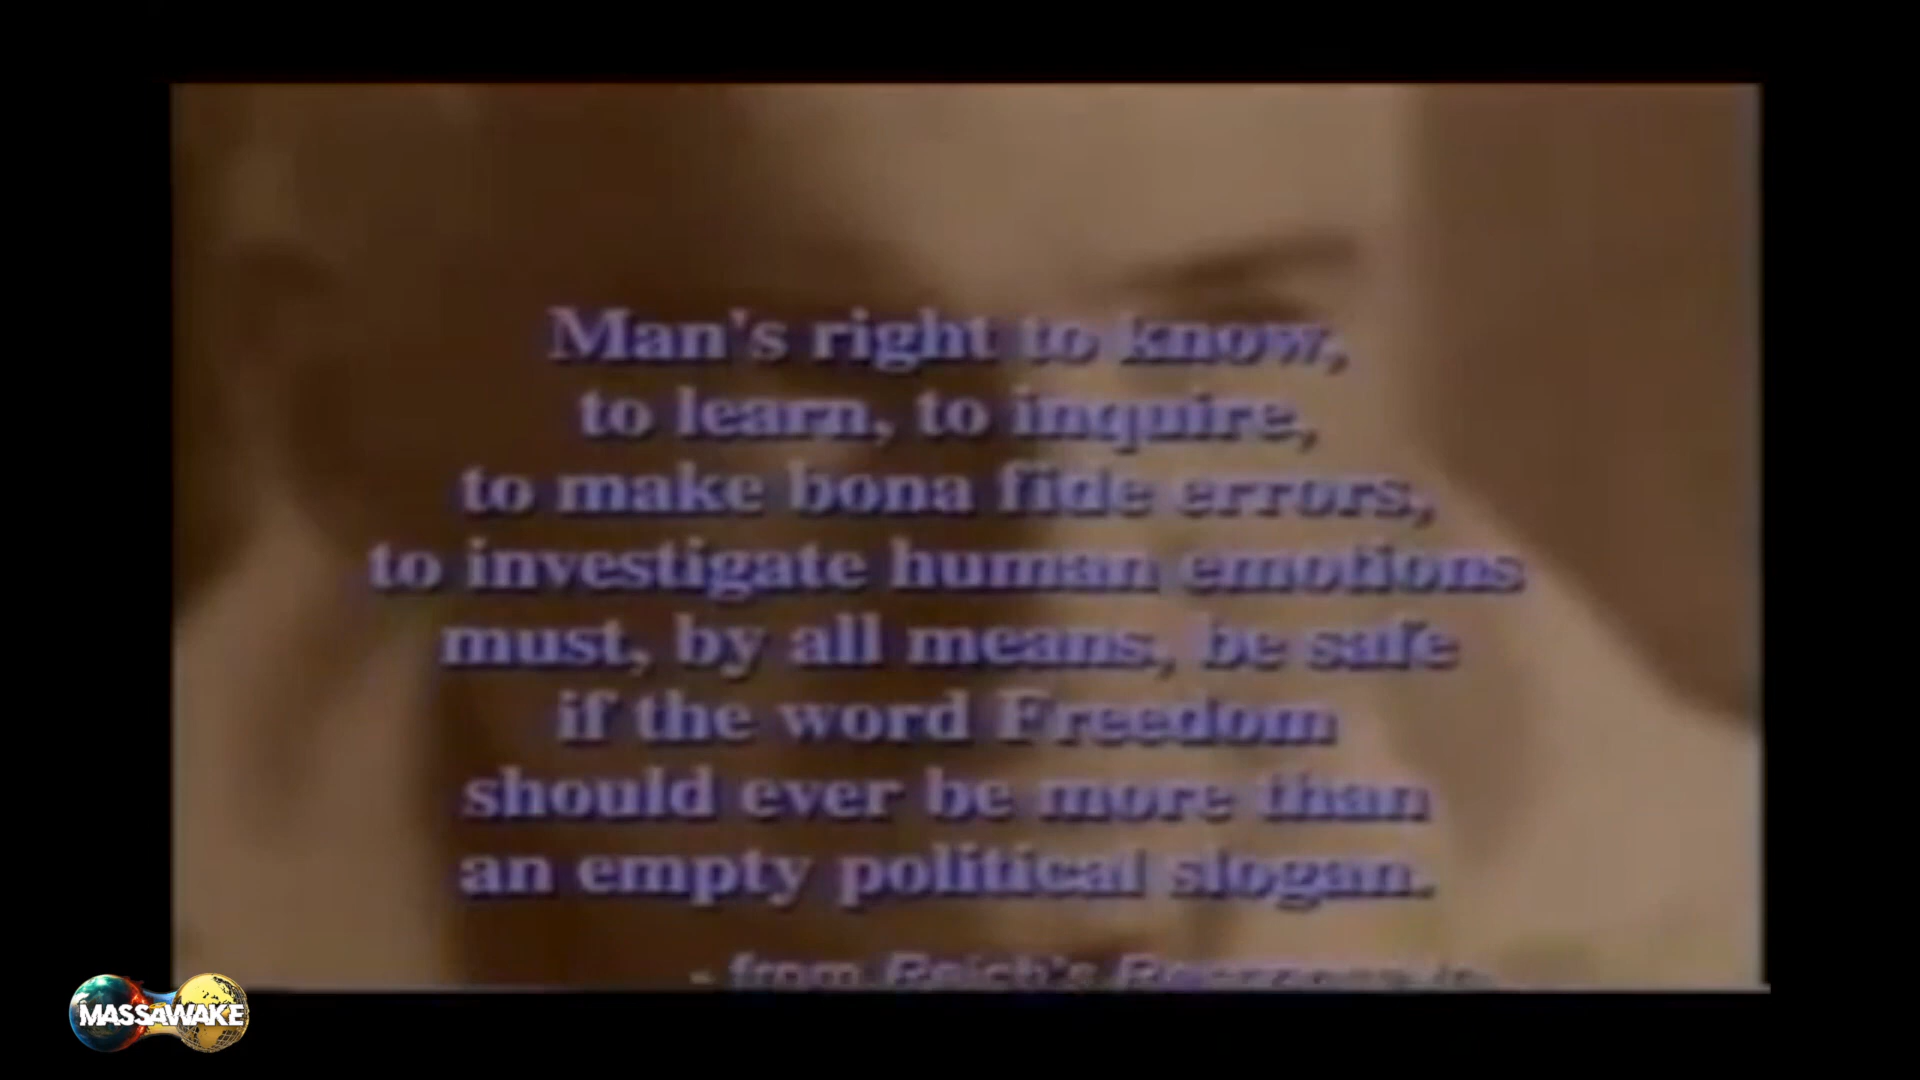 Man's right to know,
to learn, to inquire,
to make bona fide errors,
to investigate human emotions
must, by all means, be safe
if the word Freedom
should ever be more than
an empty political slogan.
- from Reich's
MASSAWAKE